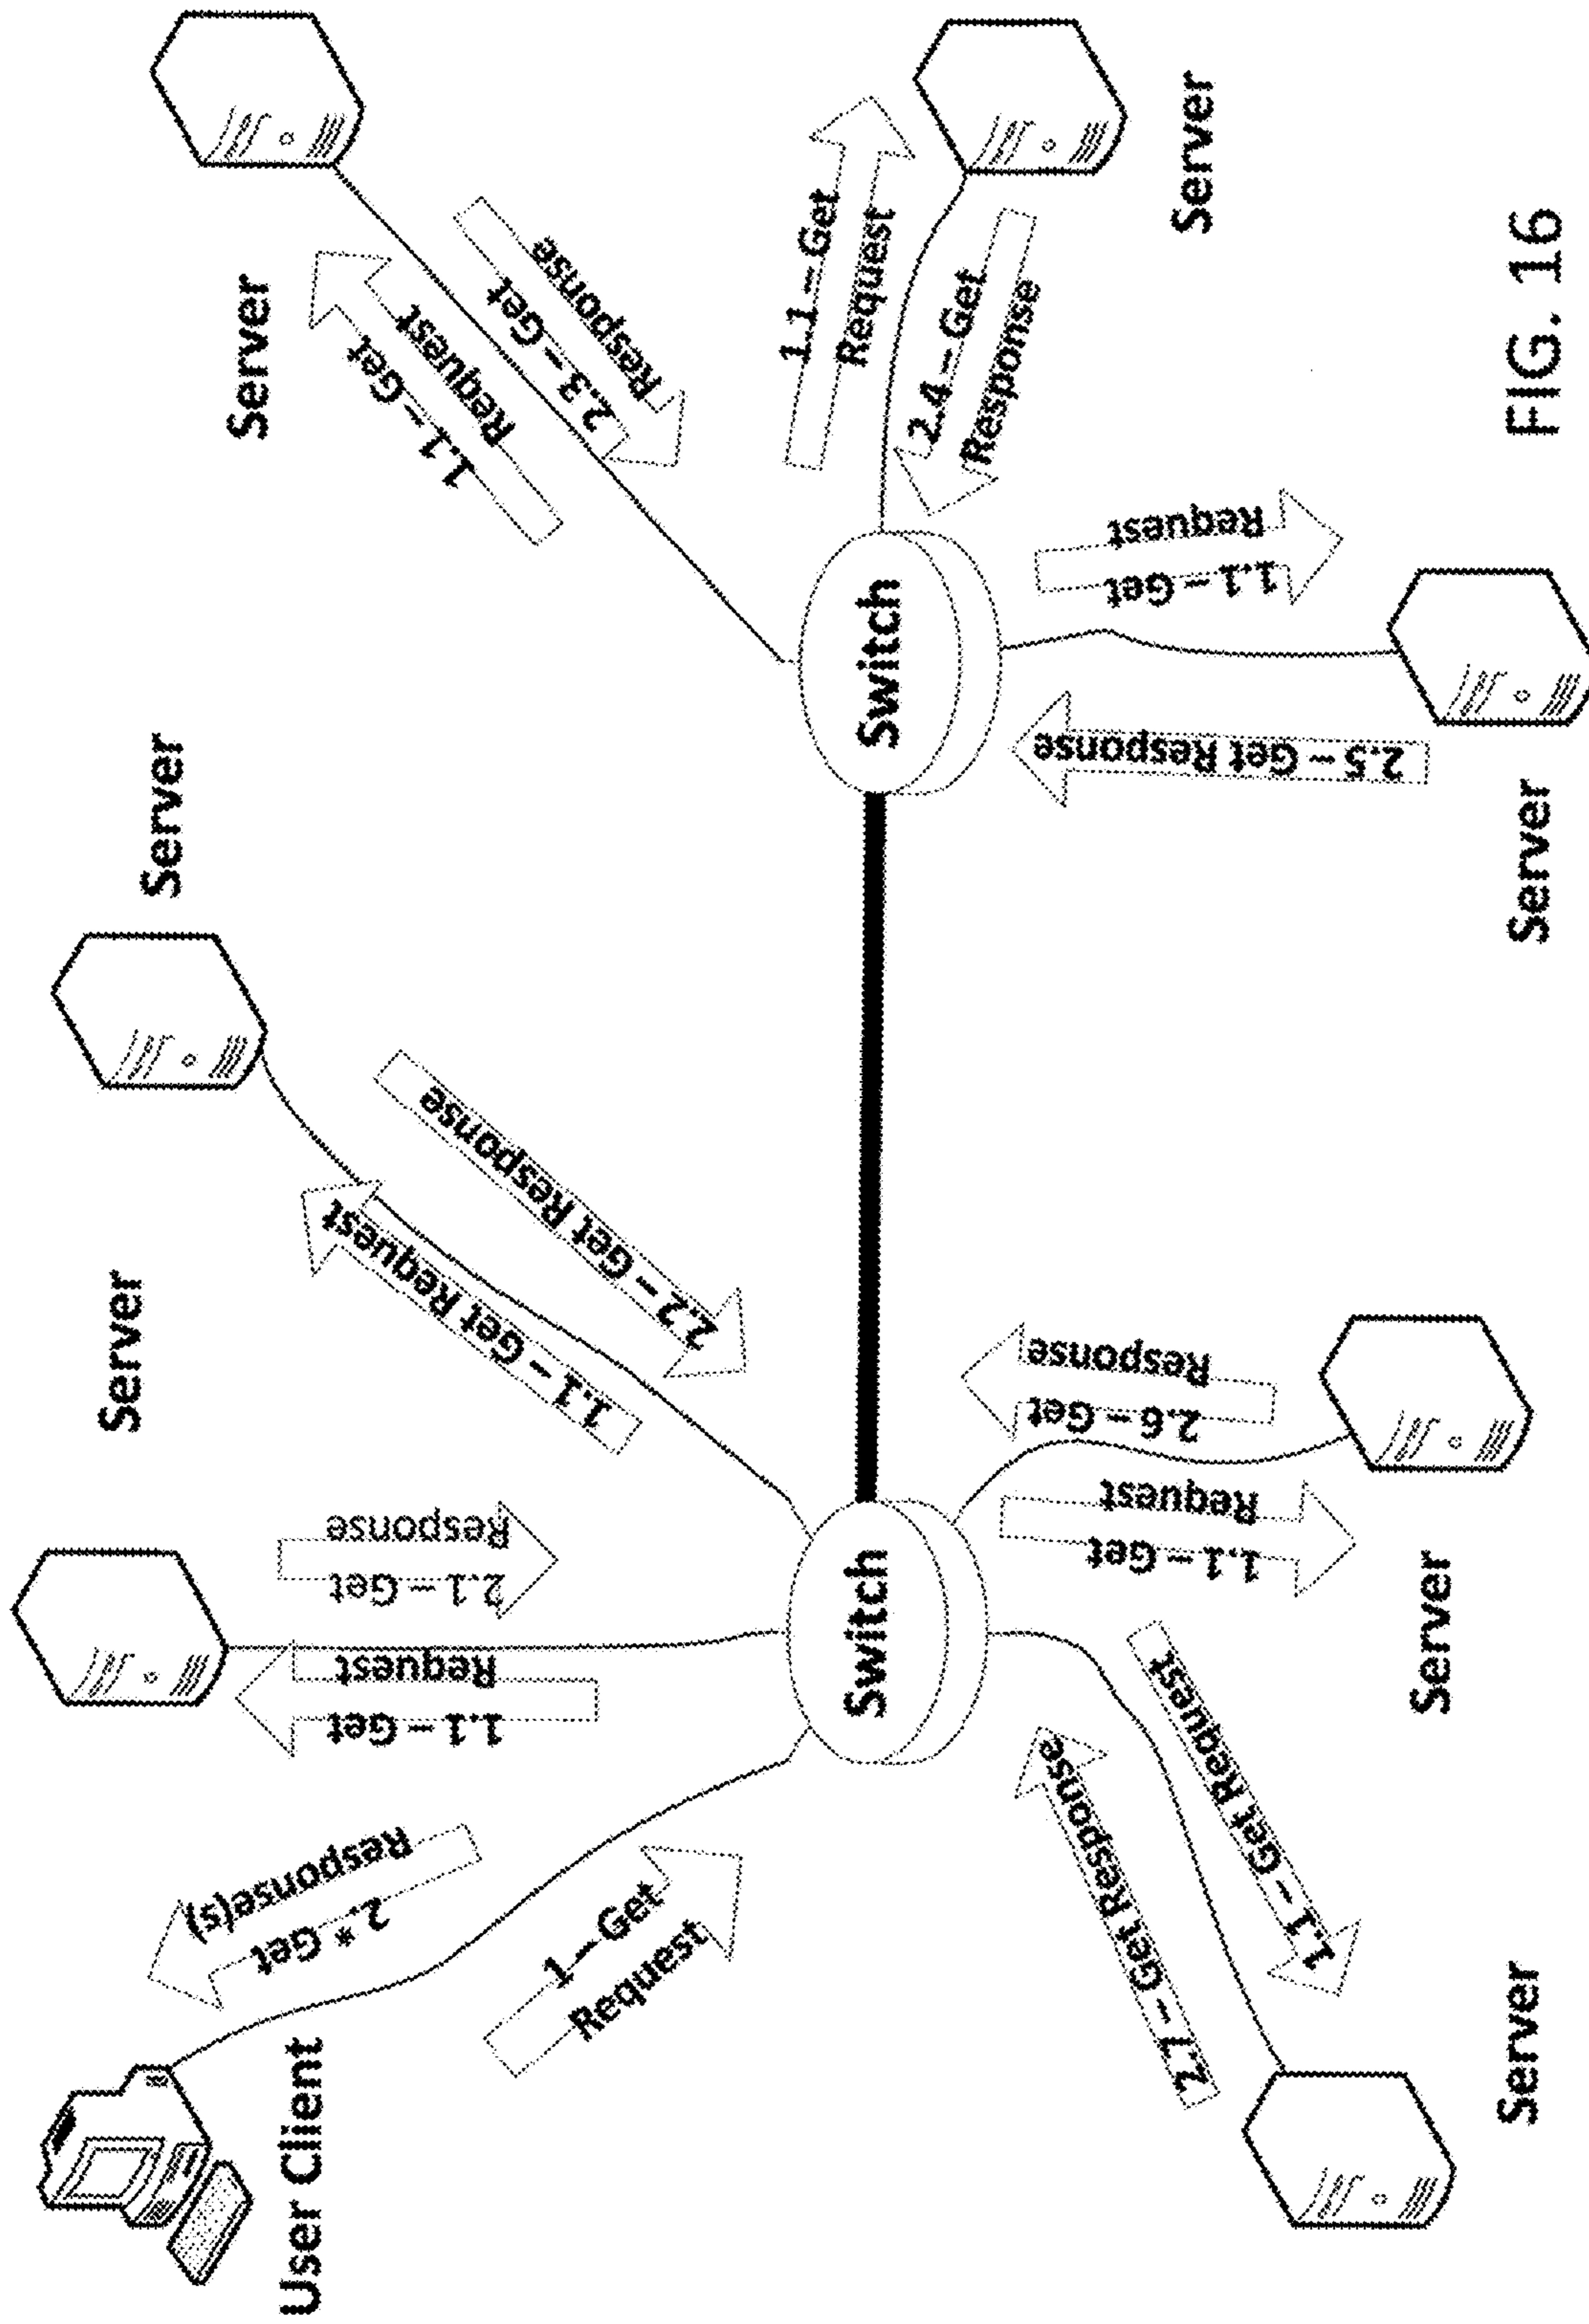 Server
Server
Server
User Client
2.* Get
Response(s)
1.1 – Get
Request
2.1 – Get
Response
1.1 – Get Request
2.2 – Get Response
1.1 – Get
Request
2.3 – Get
Response
1 – Get
Request
1.1 – Get
Request
Switch
Switch
2.4 – Get
Response
2.7 – Get Response
1.1 – Get
Request
2.6 – Get
Response
2.5 – Get Response
1.1 – Get
Request
Server
1.1 – Get Request
Server
Server
Server
FIG. 16